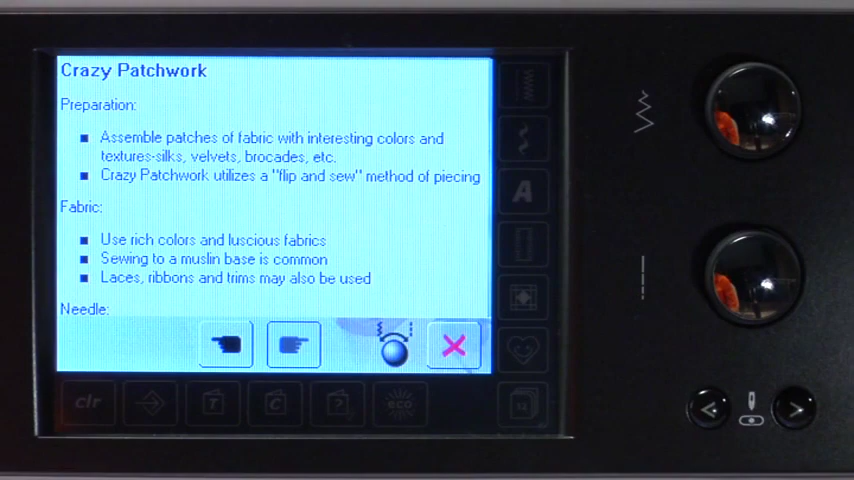 Crazy Patchwork
Preparation:
Assemble patches of fabric with interesting colors and
textures-silks, velvets, brocades, etc.
Crazy Patchwork utilizes a "flip and sew" method of piecing
Fabric:
Use rich colors and luscious fabrics
Sewing to a muslin base is common
Laces, ribbons and trims may also be used
Needle:
A
clr
T
C
?
eco